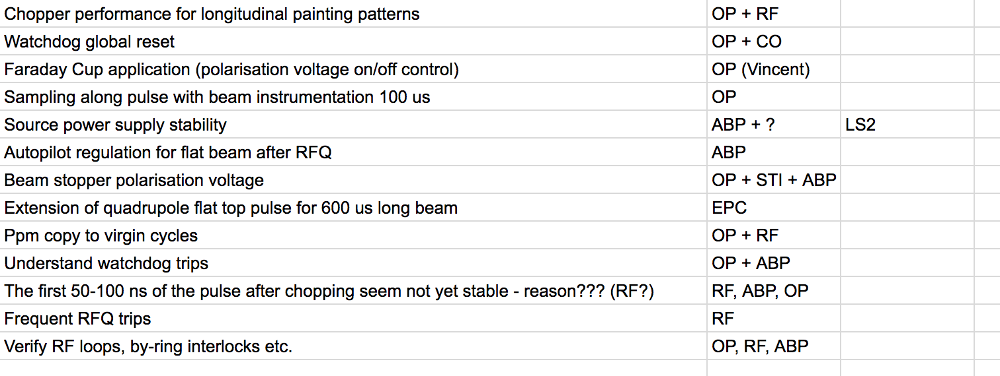 Chopper performance for longitudinal painting patterns OP + RF
Watchdog global reset OP + CO
Faraday Cup application (polarisation voltage on/off control) OP (Vincent)
Sampling along pulse with beam instrumentation 100 us OP
Source power supply stability ABP + ? LS2
Autopilot regulation for flat beam after RFQ ABP
Beam stopper polarisation voltage OP + STI + ABP
Extension of quadrupole flat top pulse for 600 us long beam EPC
Ppm copy to virgin cycles OP + RF
Understand watchdog trips OP + ABP
The first 50-100 ns of the pulse after chopping seem not yet stable - reason??? (RF?) RF, ABP, OP
Frequent RFQ trips RF
Verify RF loops, by-ring interlocks etc. OP, RF, ABP